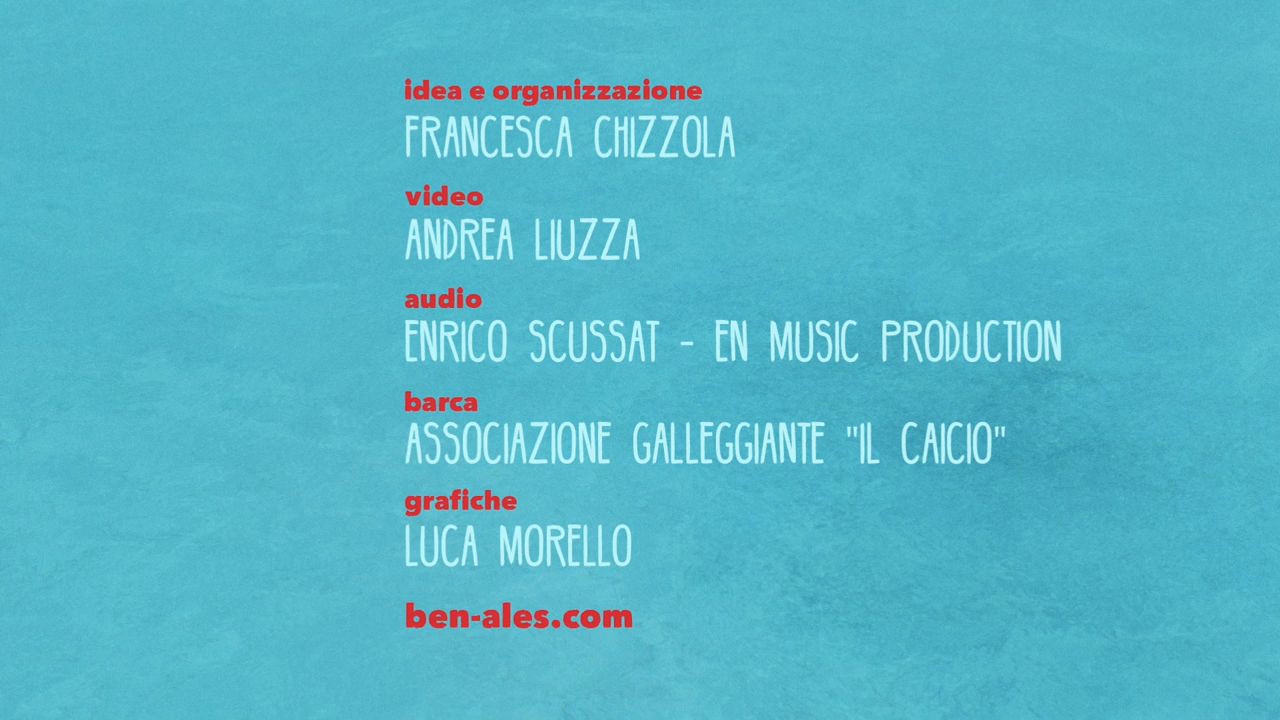 idea e organizzazione
FRANCESCA CHIZZOLA
video
ANDREA LIUZZA
audio
ENRICO SCUSSAT - EN MUSIC PRODUCTION
barca
ASSOCIAZIONE GALLEGGIANTE "IL CAICIO"
grafiche
LUCA MORELLO
ben-ales.com